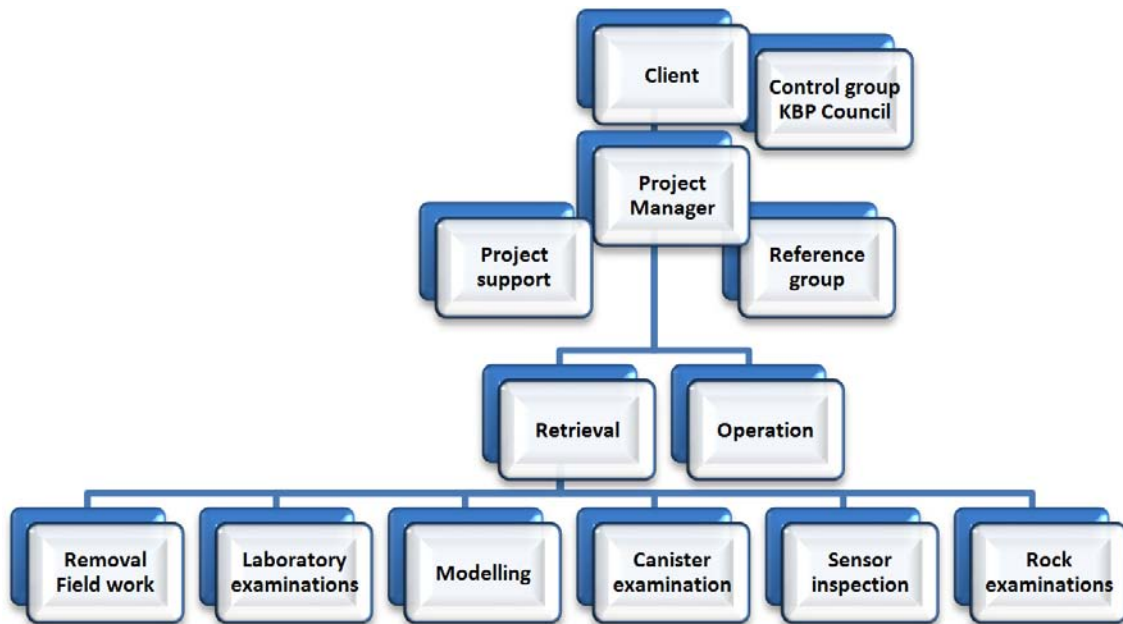 Client
Control group
KBP Council
Project
Manager
Project
support
Reference
group
Retrieval
Operation
Removal
Field work
Laboratory
examinations
Modelling
Canister
examination
Sensor
inspection
Rock
examinations